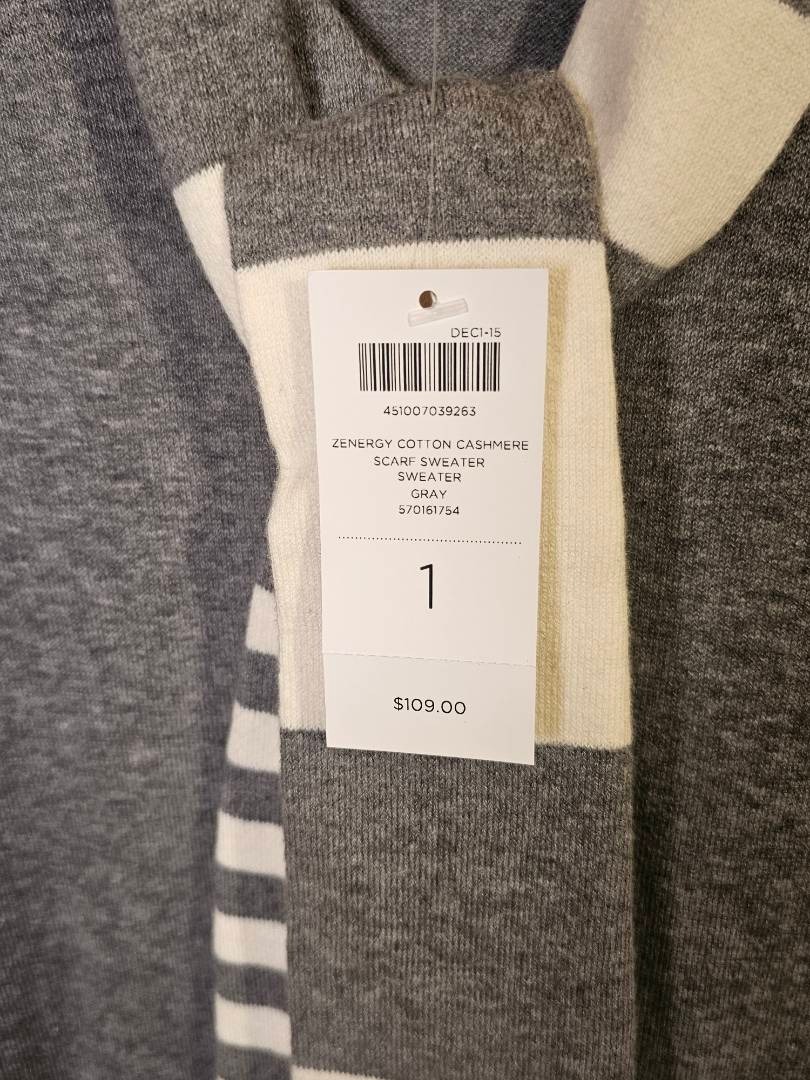 DEC1-15
451007039263
ZENERGY COTTON CASHMERE
SCARF SWEATER
SWEATER
GRAY
570161754
1
$109.00